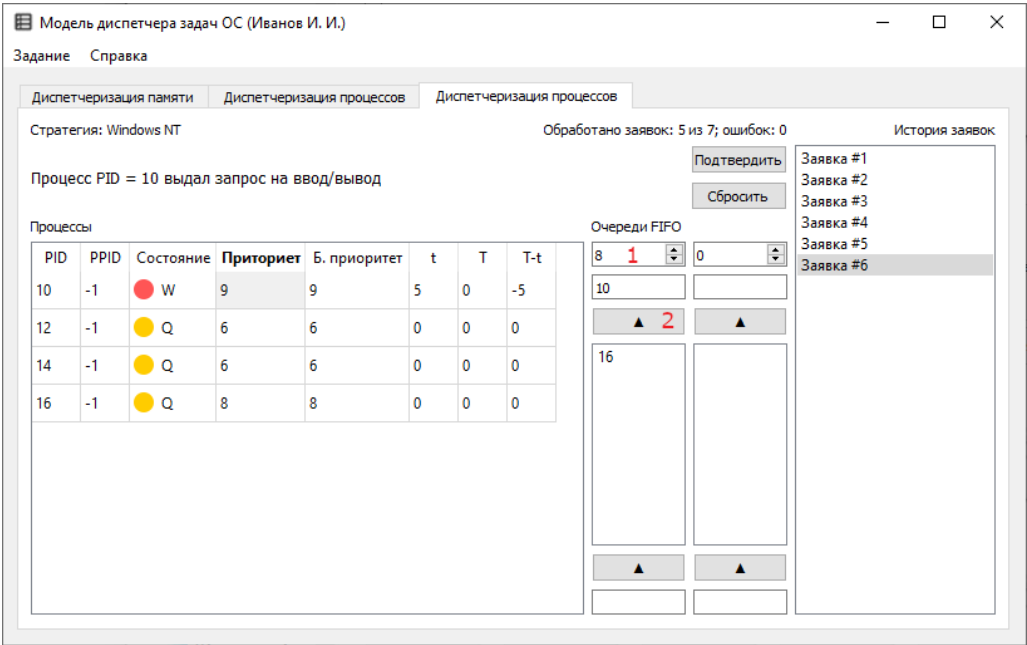 Модель диспетчера задач ОС (Иванов И. И.)
Задание Справка
Диспетчеризация памяти Диспетчеризация процессов Диспетчеризация процессов
Стратегия: Windows NT Обработано заявок: 5 из 7; ошибок: 0 История заявок
Процесс PID = 10 выдал запрос на ввод/вывод
Подтвердить
Сбросить
Заявка #1
Заявка #2
Заявка #3
Заявка #4
Заявка #5
Заявка #6
Процессы
PID PPID Состояние Приториет Б. приоритет t T T-t
10 -1 W 9 9 5 0 -5
12 -1 Q 6 6 0 0 0
14 -1 Q 6 6 0 0 0
16 -1 Q 8 8 0 0 0
Очереди FIFO
8 1 0
10
▲ 2 ▲
16
▲ ▲